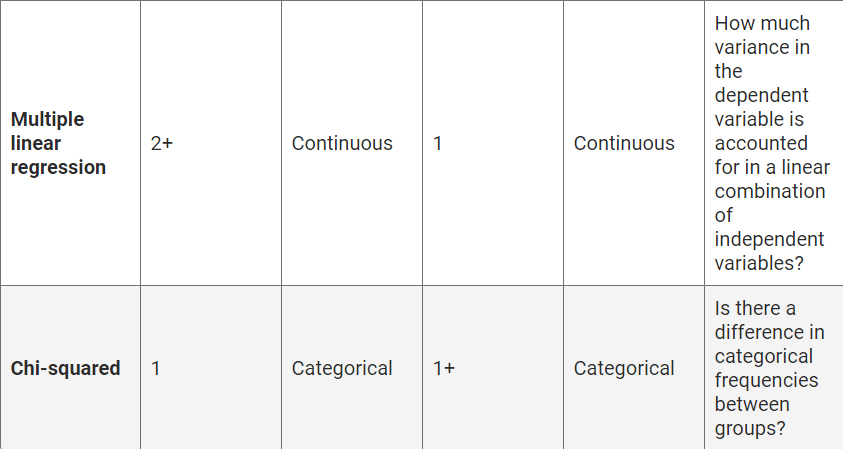 Multiple
linear
regression
2+
Continuous
1
Continuous
How much
variance in
the
dependent
variable is
accounted
for in a linear
combination
of
independent
variables?
Chi-squared
1
Categorical
1+
Categorical
Is there a
difference in
categorical
frequencies
between
groups?